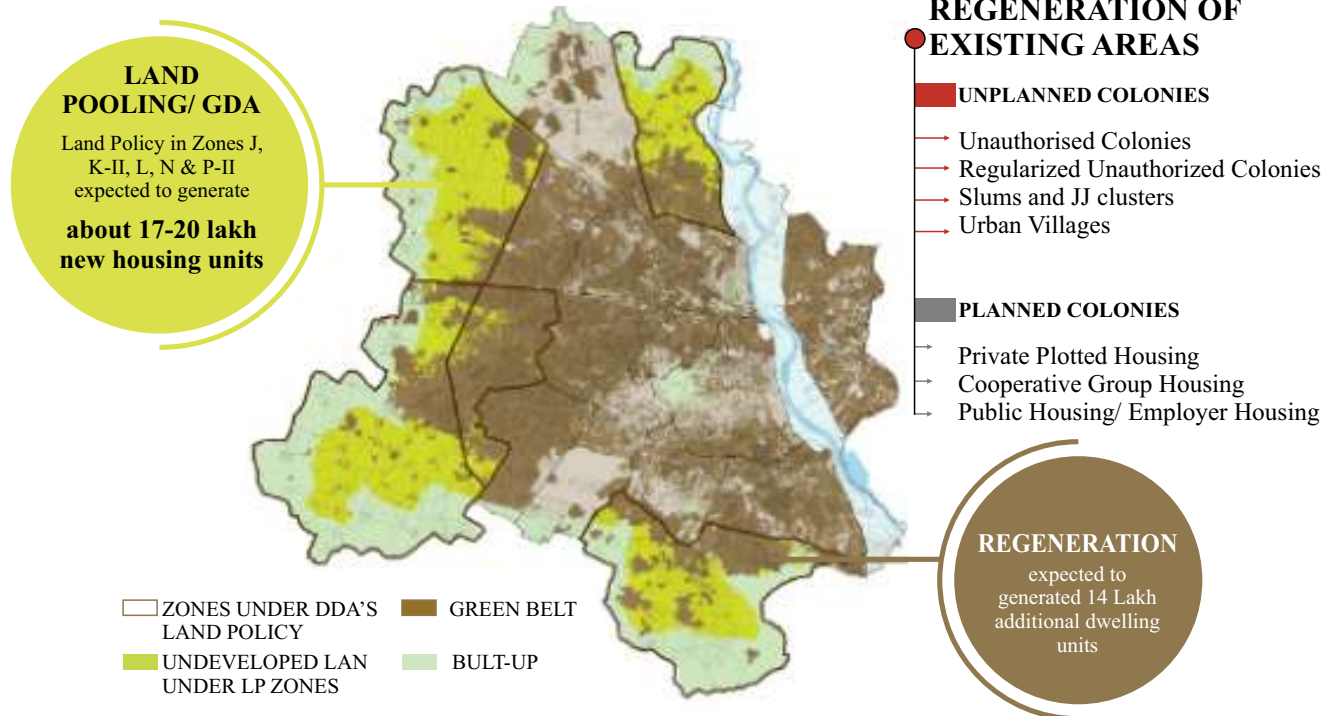 LAND
POOLING/ GDA
Land Policy in Zones J,
K-II, L, N & P-II
expected to generate
about 17-20 lakh
new housing units
REGENERATION OF
EXISTING AREAS
UNPLANNED COLONIES
Unauthorised Colonies
Regularized Unauthorized Colonies
Slums and JJ clusters
Urban Villages
PLANNED COLONIES
Private Plotted Housing
Cooperative Group Housing
Public Housing/ Employer Housing
REGENERATION
expected to
generated 14 Lakh
additional dwelling
units
ZONES UNDER DDA'S
LAND POLICY
GREEN BELT
UNDEVELOPED LAN
UNDER LP ZONES
BULT-UP